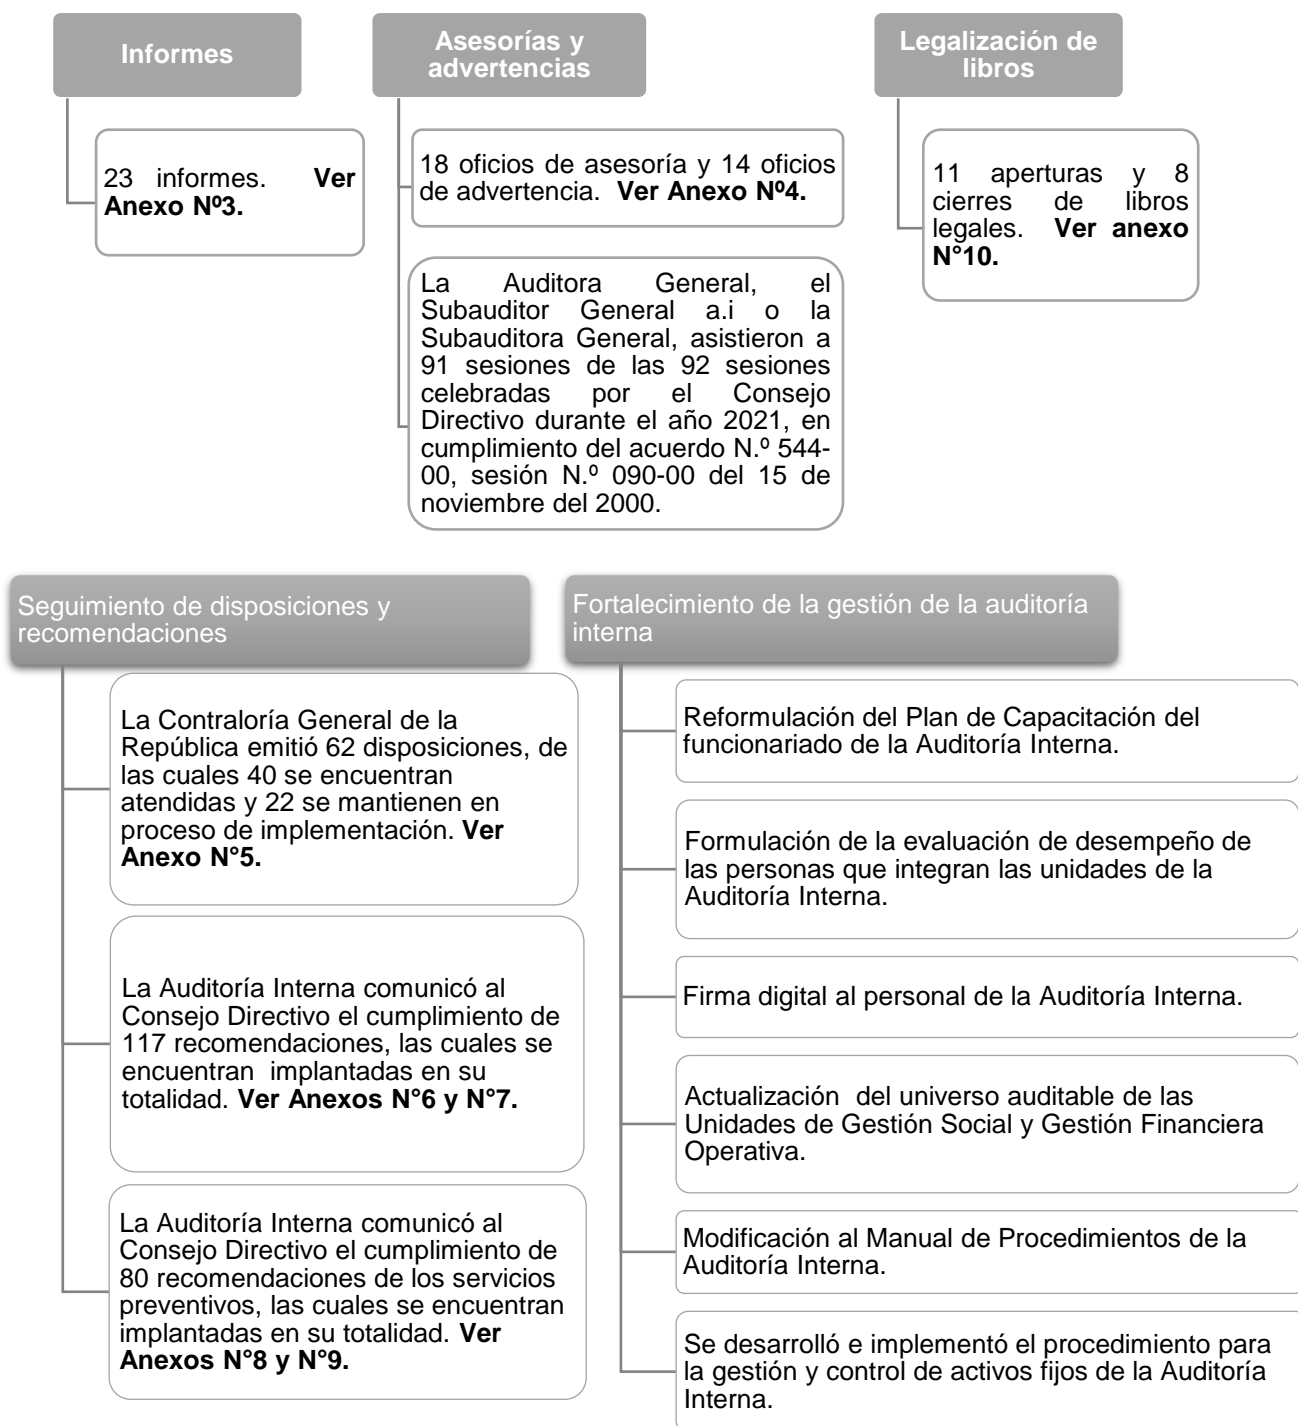 Informes
23 informes. Ver
Anexo Nº3.
Asesorías y
advertencias
18 oficios de asesoría y 14 oficios
de advertencia. Ver Anexo Nº4.
La Auditora General, el
Subauditor General a.i o la
Subauditora General, asistieron a
91 sesiones de las 92 sesiones
celebradas por el Consejo
Directivo durante el año 2021, en
cumplimiento del acuerdo N.º 544-
00, sesión N.º 090-00 del 15 de
noviembre del 2000.
Legalización de
libros
11 aperturas y 8
cierres de libros
legales. Ver anexo
N°10.
Seguimiento de disposiciones y
recomendaciones
La Contraloría General de la
República emitió 62 disposiciones, de
las cuales 40 se encuentran
atendidas y 22 se mantienen en
proceso de implementación. Ver
Anexo N°5.
La Auditoría Interna comunicó al
Consejo Directivo el cumplimiento de
117 recomendaciones, las cuales se
encuentran implantadas en su
totalidad. Ver Anexos N°6 y N°7.
La Auditoría Interna comunicó al
Consejo Directivo el cumplimiento de
80 recomendaciones de los servicios
preventivos, las cuales se encuentran
implantadas en su totalidad. Ver
Anexos N°8 y N°9.
Fortalecimiento de la gestión de la auditoría
interna
Reformulación del Plan de Capacitación del
funcionariado de la Auditoría Interna.
Formulación de la evaluación de desempeño de
las personas que integran las unidades de la
Auditoría Interna.
Firma digital al personal de la Auditoría Interna.
Actualización del universo auditable de las
Unidades de Gestión Social y Gestión Financiera
Operativa.
Modificación al Manual de Procedimientos de la
Auditoría Interna.
Se desarrolló e implementó el procedimiento para
la gestión y control de activos fijos de la Auditoría
Interna.